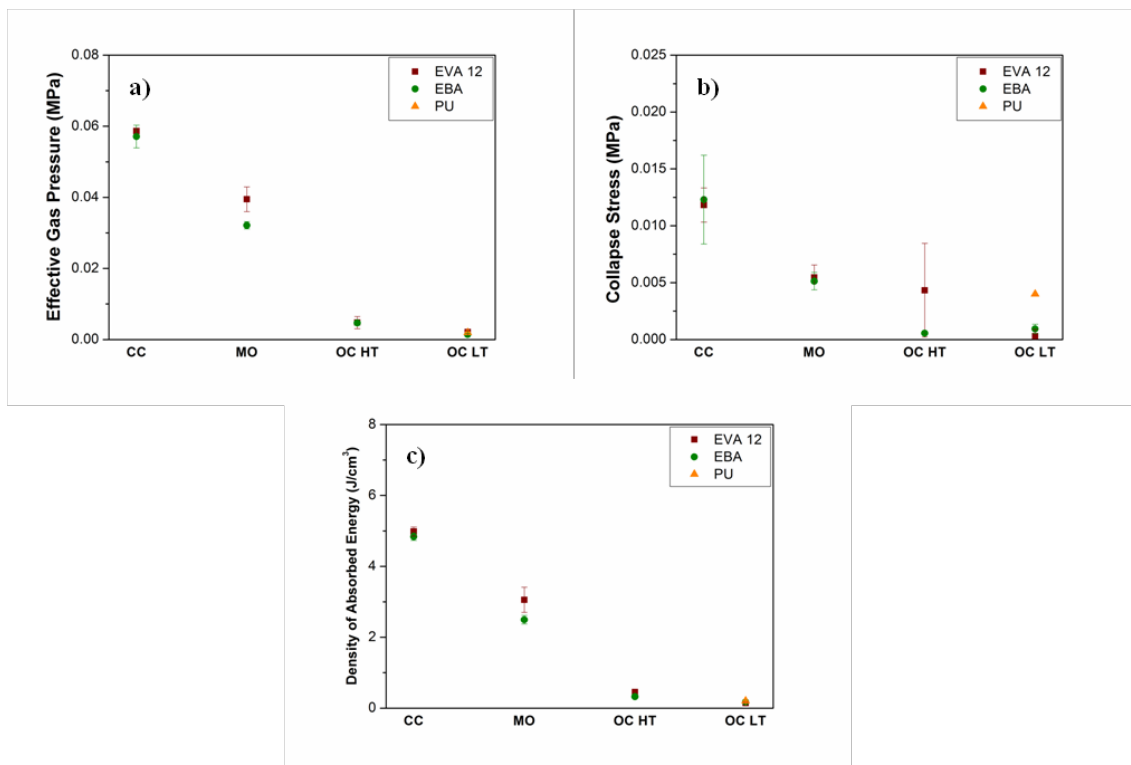 a)
EVA 12
EBA
PU
Effective Gas Pressure (MPa)
0.08
0.06
0.04
0.02
0.00
CC MO OC HT OC LT
b)
EVA 12
EBA
PU
Collapse Stress (MPa)
0.025
0.020
0.015
0.010
0.005
0.000
CC MO OC HT OC LT
c)
EVA 12
EBA
PU
Density of Absorbed Energy (J/cm³)
8
6
4
2
0
CC MO OC HT OC LT